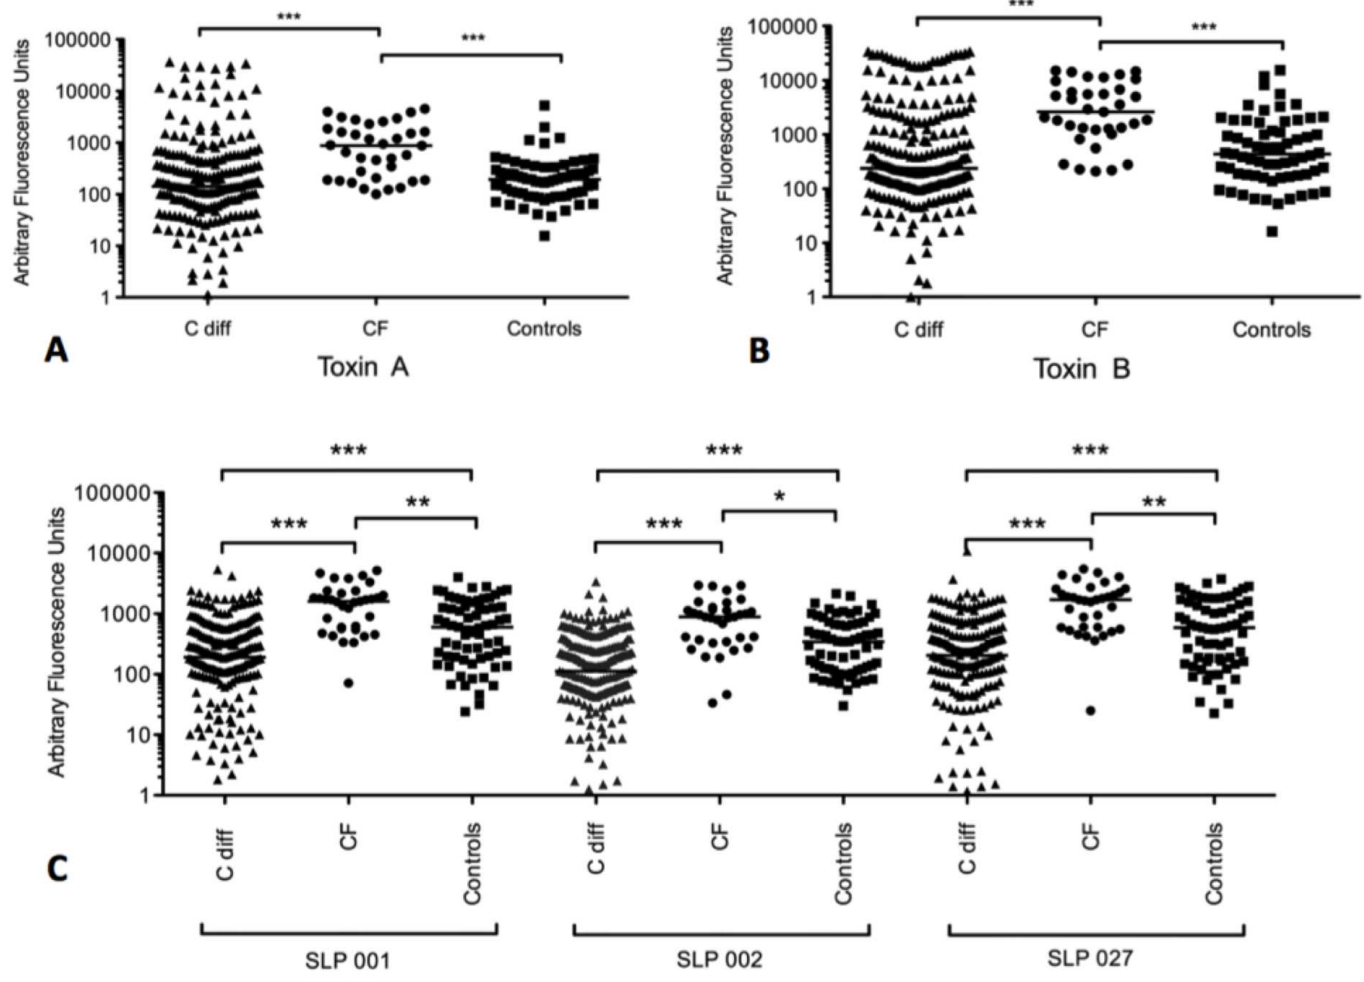 ***
***
Arbitrary Fluorescence Units
100000
10000
1000
100
10
1
C diff
CF
Controls
A
Toxin A
***
***
Arbitrary Fluorescence Units
100000
10000
1000
100
10
1
C diff
CF
Controls
B
Toxin B
***
***
***
***
**
***
*
***
**
Arbitrary Fluorescence Units
100000
10000
1000
100
10
1
C diff
CF
Controls
C diff
CF
Controls
C diff
CF
Controls
C
SLP 001
SLP 002
SLP 027